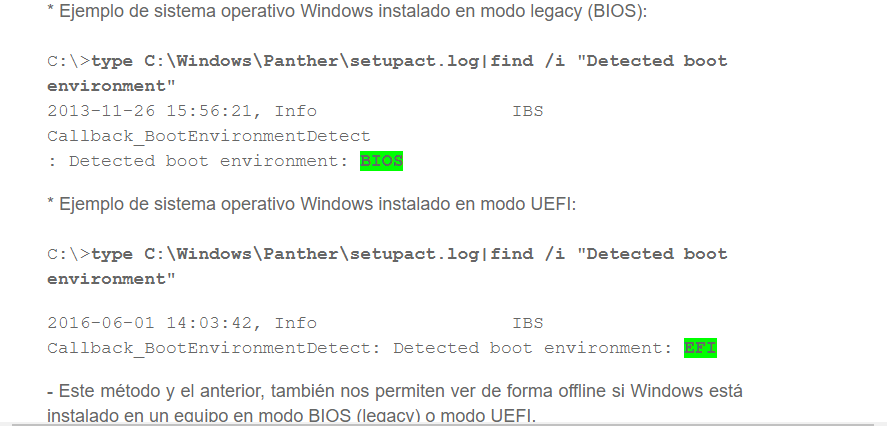 * Ejemplo de sistema operativo Windows instalado en modo legacy (BIOS):
C:\>type C:\Windows\Panther\setupact.log|find /i "Detected boot
environment"
2013-11-26 15:56:21, Info IBS
Callback_BootEnvironmentDetect
: Detected boot environment: BIOS
* Ejemplo de sistema operativo Windows instalado en modo UEFI:
C:\>type C:\Windows\Panther\setupact.log|find /i "Detected boot
environment"
2016-06-01 14:03:42, Info IBS
Callback_BootEnvironmentDetect: Detected boot environment: EFI
- Este método y el anterior, también nos permiten ver de forma offline si Windows está
instalado en un equipo en modo BIOS (legacy) o modo UEFI.